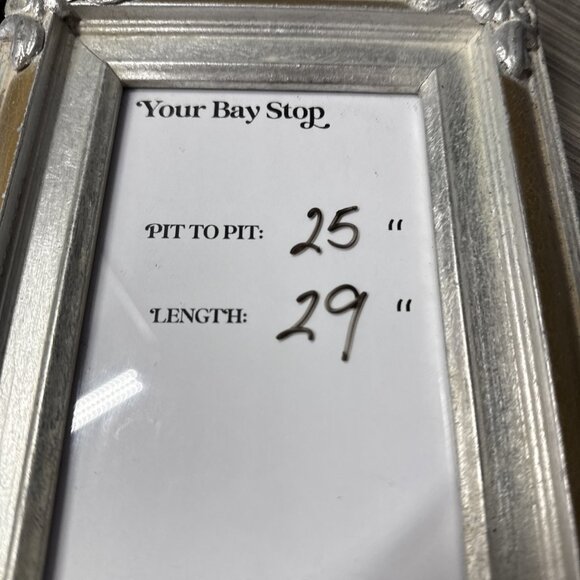 Your Bay Stop
PIT TO PIT: 25 "
LENGTH: 29 "